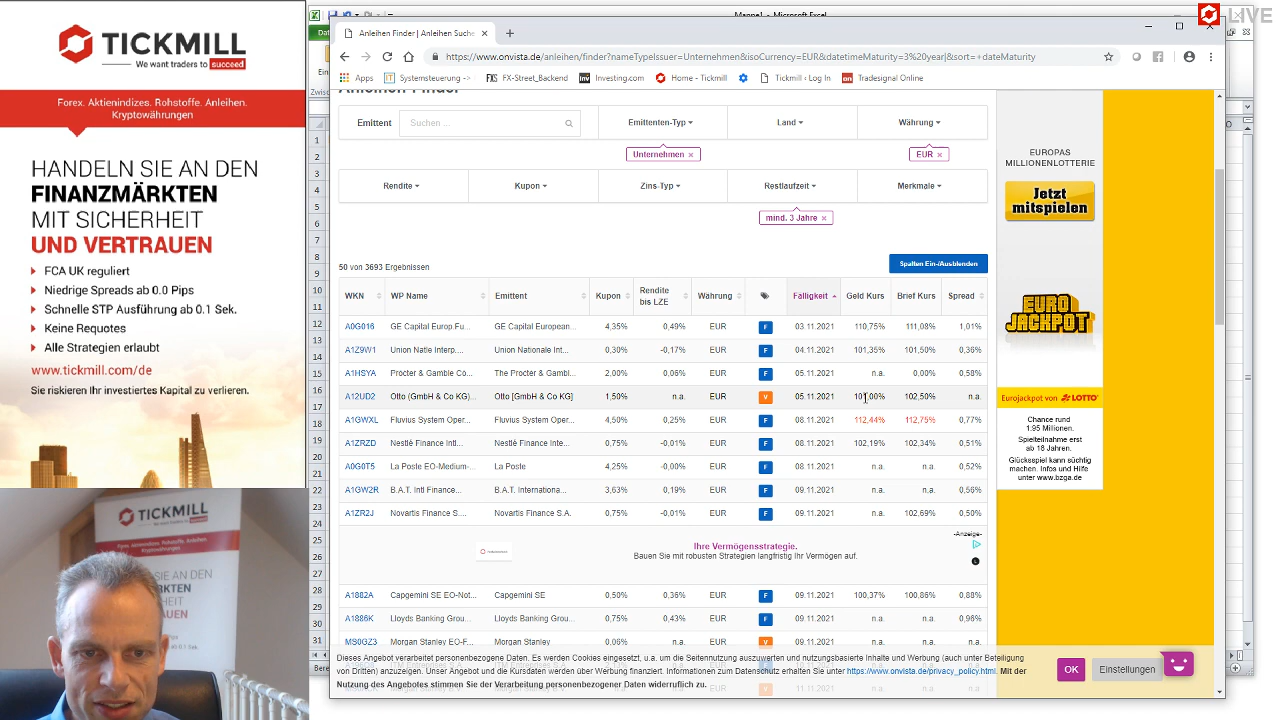 TICKMILL
We want traders to succeed
Forex. Aktienindizes. Rohstoffe. Anleihen.
Kryptowährungen
HANDELN SIE AN DEN
FINANZMÄRKTEN
MIT SICHERHEIT
UND VERTRAUEN
FCA UK reguliert
Niedrige Spreads ab 0.0 Pips
Schnelle STP Ausführung ab 0.1 Sek.
Keine Requotes
Alle Strategien erlaubt
www.tickmill.com/de
Sie riskieren Ihr investiertes Kapital zu verlieren.
LIVE
Anleihen Finder | Anleihen Suche
https://www.onvista.de/anleihen/finder?nameTypeIssuer=Unternehmen&isoCurrency=EUR&datetimeMaturity=3%20year|&sort=+dateMaturity
Apps Systemsteuerung -> FX-Street_Backend Investing.com Home - Tickmill Tickmill › Log In Tradesignal Online
Emittent Suchen ... Emittenten-Typ Land Währung
Unternehmen × EUR ×
Rendite Kupon Zins-Typ Restlaufzeit Merkmale
mind. 3 Jahre ×
50 von 3693 Ergebnissen Spalten Ein-/Ausblenden
WKN WP Name Emittent Kupon Rendite bis LZE Währung Fälligkeit Geld Kurs Brief Kurs Spread
A0G016 GE Capital Europ.Fu... GE Capital European... 4,35% 0,49% EUR F 03.11.2021 110,75% 111,08% 1,01%
A1Z9W1 Union Natle Interp.... Union Nationale Int... 0,30% -0,17% EUR F 04.11.2021 101,35% 101,50% 0,36%
A1HSYA Procter & Gamble Co... The Procter & Gambl... 2,00% 0,06% EUR F 05.11.2021 n.a. 0,00% 0,58%
A12UD2 Otto (GmbH & Co KG)... Otto [GmbH & Co KG] 1,50% n.a. EUR V 05.11.2021 101,00% 102,50% n.a.
A1GWXL Fluvius System Oper... Fluvius System Oper... 4,50% 0,25% EUR F 08.11.2021 112,44% 112,75% 0,77%
A1ZRZD Nestlé Finance Intl... Nestlé Finance Inte... 0,75% -0,01% EUR F 08.11.2021 102,19% 102,34% 0,51%
A0G0T5 La Poste EO-Medium-... La Poste 4,25% -0,00% EUR F 08.11.2021 n.a. n.a. 0,52%
A1GW2R B.A.T. Intl Finance... B.A.T. Internationa... 3,63% 0,19% EUR F 09.11.2021 n.a. n.a. 0,56%
A1ZR2J Novartis Finance S.... Novartis Finance S.A. 0,75% -0,01% EUR F 09.11.2021 n.a. 102,69% 0,50%
-Anzeige-
Ihre Vermögensstrategie.
Bauen Sie mit robusten Strategien langfristig Ihr Vermögen auf.
A1882A Capgemini SE EO-Not... Capgemini SE 0,50% 0,36% EUR F 09.11.2021 100,37% 100,86% 0,88%
A1886K Lloyds Banking Grou... Lloyds Banking Grou... 0,75% 0,43% EUR F 09.11.2021 n.a. n.a. 0,96%
MS0GZ3 Morgan Stanley EO-F... Morgan Stanley 0,06% n.a. EUR V 09.11.2021 n.a. n.a. n.a.
Dieses Angebot verarbeitet personenbezogene Daten. Es werden Cookies eingesetzt, u.a. um die Seitennutzung auszuwerten und nutzungsbasierte Inhalte und Werbung (auch unter Beteiligung
von Dritten) anzuzeigen. Unser Angebot und die Kursdaten werden über Werbung finanziert. Informationen zum Datenschutz erhalten Sie unter https://www.onvista.de/privacy_policy.html. Mit der
Nutzung des Angebotes stimmen Sie der Verarbeitung personenbezogener Daten widerruflich zu.
OK Einstellungen
EUROPAS
MILLIONENLOTTERIE
Jetzt
mitspielen
EURO
JACKPOT
Eurojackpot von LOTTO
Chance rund
1:95 Millionen.
Spielteilnahme erst
ab 18 Jahren.
Glücksspiel kann süchtig
machen. Infos und Hilfe
unter www.bzga.de
TICKMILL